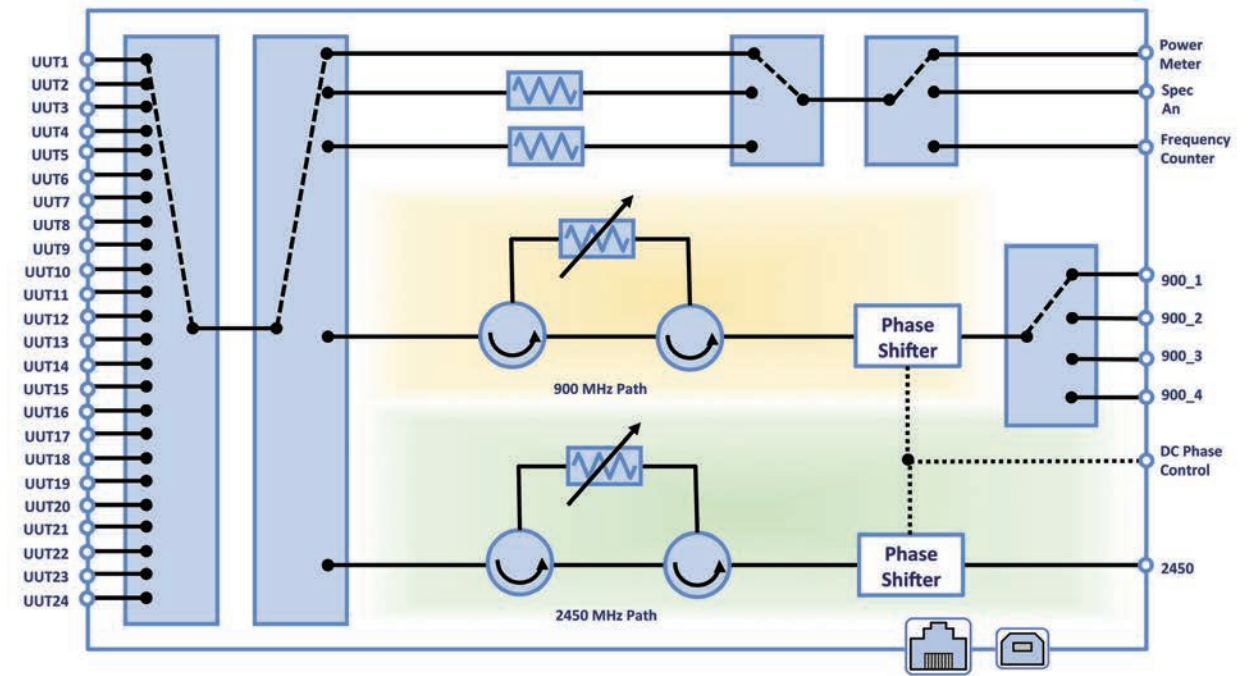 UUT1
UUT2
UUT3
UUT4
UUT5
UUT6
UUT7
UUT8
UUT9
UUT10
UUT11
UUT12
UUT13
UUT14
UUT15
UUT16
UUT17
UUT18
UUT19
UUT20
UUT21
UUT22
UUT23
UUT24
Power
Meter
Spec
An
Frequency
Counter
900_1
900_2
900_3
900_4
Phase
Shifter
900 MHz Path
DC Phase
Control
Phase
Shifter
2450
2450 MHz Path